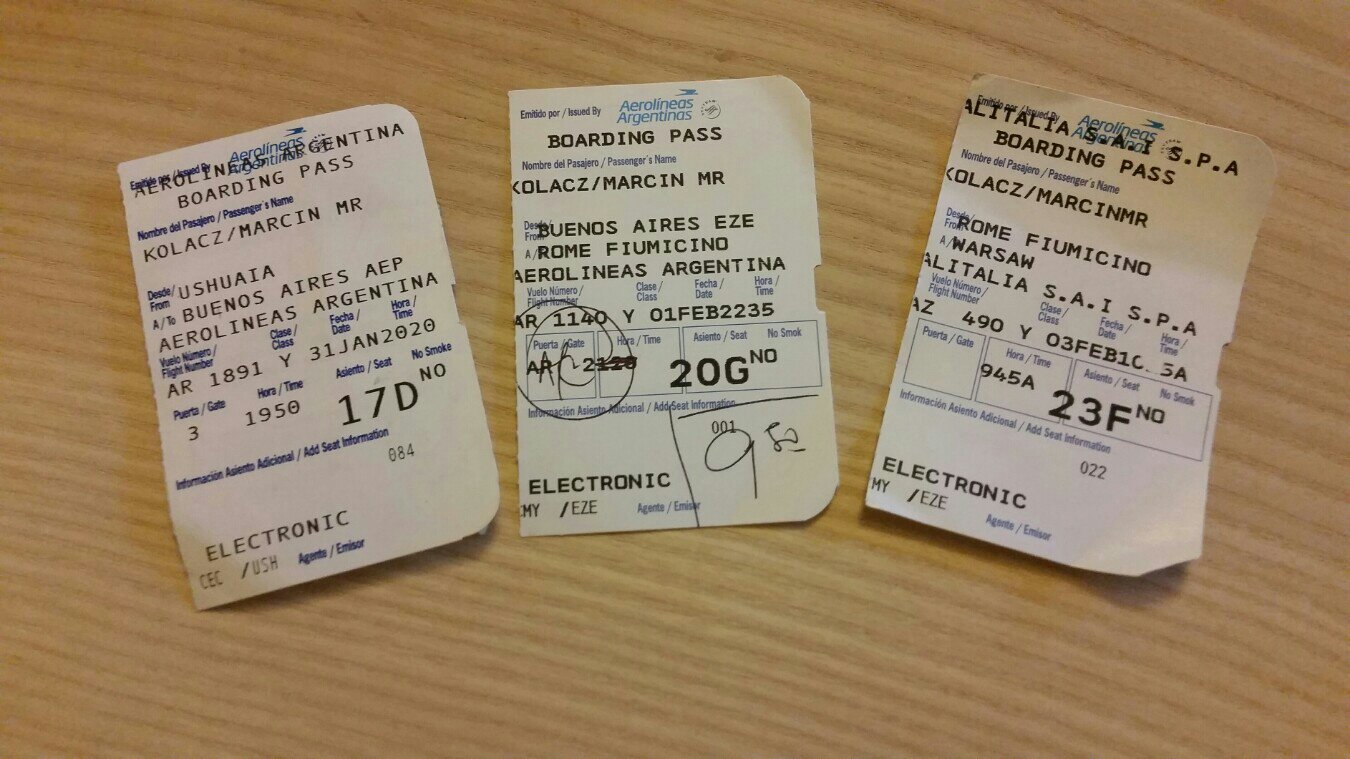 Emitido por / Issued By
Aerolíneas Argentinas
AEROLINEAS ARGENTINA
BOARDING PASS
Nombre del Pasajero / Passenger's Name
KOLACZ/MARCIN MR
Desde/ From
USHUAIA
A/To BUENOS AIRES AEP
AEROLINEAS ARGENTINA
Vuelo Número/ Flight Number Clase/ Class Fecha/ Date Hora/ Time
AR 1891 Y 31JAN2020
Puerta / Gate Hora / Time Asiento / Seat No Smoke
3 1950 17D NO
Información Asiento Adicional / Add Seat Information
084
ELECTRONIC
CEC /USH Agente / Emisor
Emitido por / Issued By
Aerolíneas
Argentinas
BOARDING PASS
Nombre del Pasajero / Passenger's Name
KOLACZ/MARCIN MR
Desde/ From
BUENOS AIRES EZE
A/ ROME FIUMICINO
AEROLINEAS ARGENTINA
Vuelo Número / Flight Number Clase / Class Fecha / Date Hora / Time
AR 1140 Y 01FEB2235
Puerta / Gate Hora / Time Asiento / Seat No Smok
20G NO
Información Asiento Adicional / Add Seat Information
001
9 50
ELECTRONIC
MY /EZE Agente / Emisor
Emitido por / Issued By
Aerolíneas Argentinas
ALITALIA S.A.I S.P.A
BOARDING PASS
Nombre del Pasajero / Passenger's Name
KOLACZ/MARCINMR
Desde/ From
ROME FIUMICINO
A/ WARSAW
ALITALIA S.A.I S.P.A
Vuelo Número / Flight Number Clase / Class Fecha / Date Hora / Time
AZ 490 Y 03FEB10 5A
Puerta / Gate Hora / Time Asiento / Seat No Smok
945A 23F NO
Información Asiento Adicional / Add Seat Information
022
ELECTRONIC
MY /EZE
Agente / Emisor